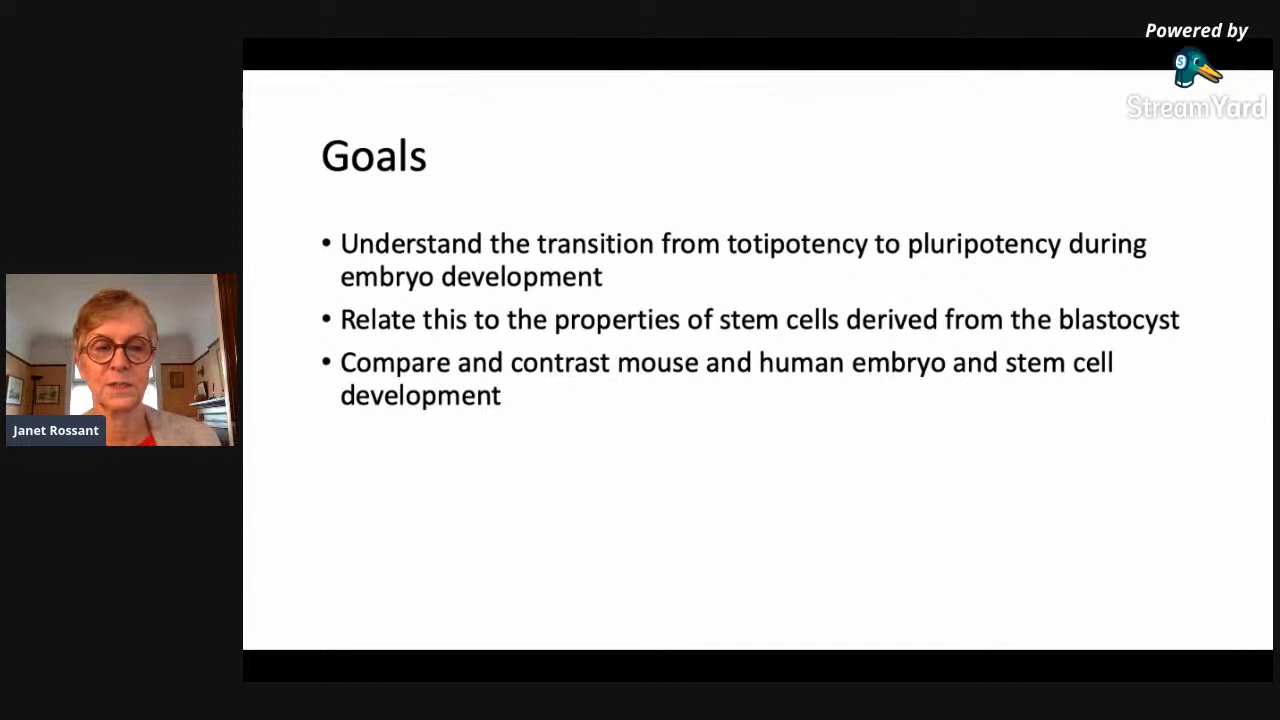 Powered by
StreamYard
Goals
• Understand the transition from totipotency to pluripotency during
embryo development
• Relate this to the properties of stem cells derived from the blastocyst
• Compare and contrast mouse and human embryo and stem cell
development
Janet Rossant